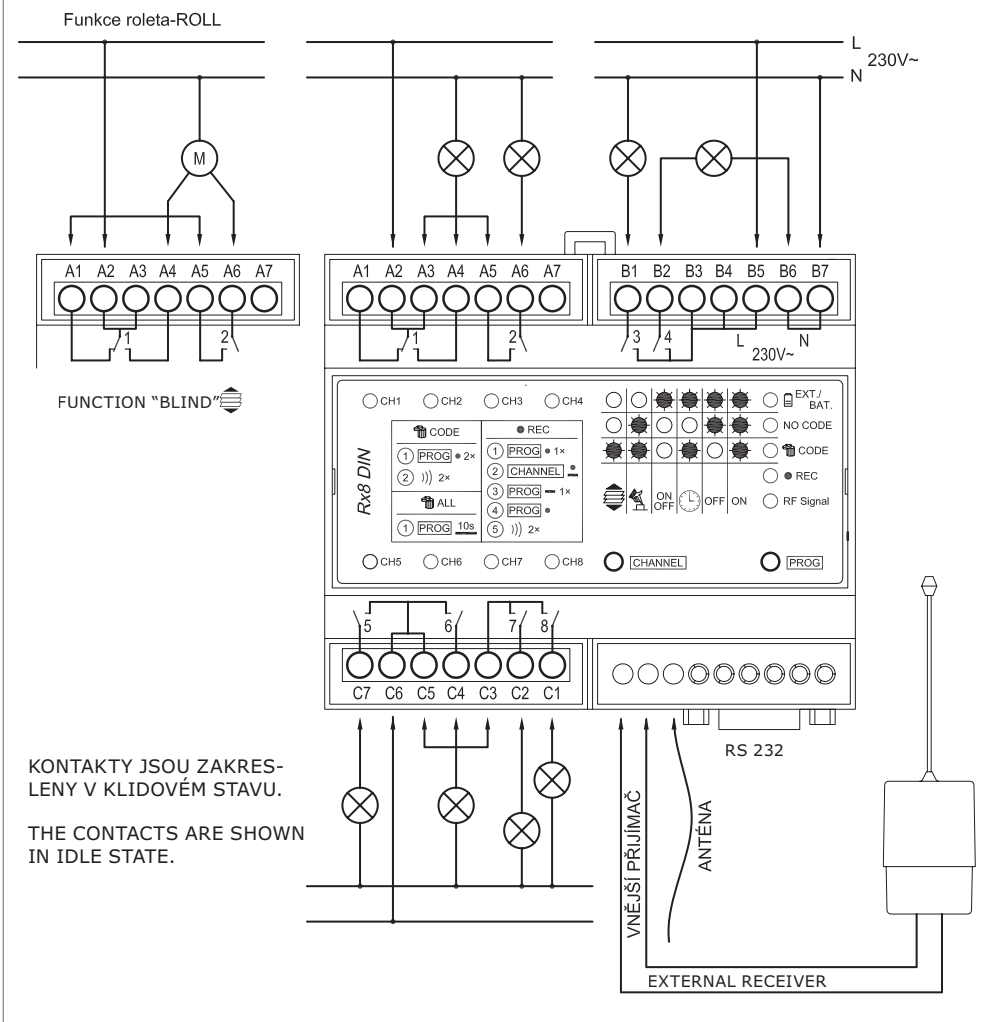 Funkce roleta-ROLL
L
230V~
N
M
A1 A2 A3 A4 A5 A6 A7
1 2
FUNCTION "BLIND"
A1 A2 A3 A4 A5 A6 A7
1 2
B1 B2 B3 B4 B5 B6 B7
3 4 L N
230V~
CH1 CH2 CH3 CH4
Rx8 DIN
CODE
1 PROG 2×
2 ))) 2×
ALL
1 PROG 10s
REC
1 PROG 1×
2 CHANNEL
3 PROG 1×
4 PROG
5 ))) 2×
EXT./
BAT.
NO CODE
CODE
REC
RF Signal
ON
OFF
OFF
ON
CH5 CH6 CH7 CH8
CHANNEL
PROG
5 6 7 8
C7 C6 C5 C4 C3 C2 C1
RS 232
KONTAKTY JSOU ZAKRES-
LENY V KLIDOVÉM STAVU.
THE CONTACTS ARE SHOWN
IN IDLE STATE.
VNĚJŠÍ PŘIJÍMAČ
ANTÉNA
EXTERNAL RECEIVER